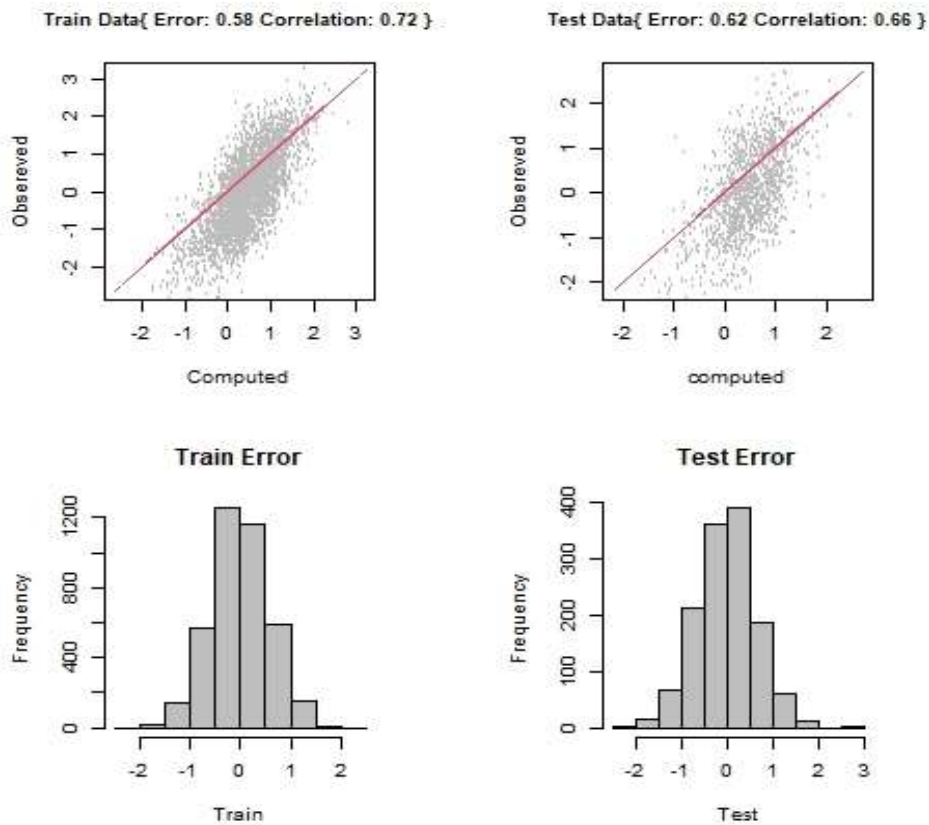 Train Data{ Error: 0.58 Correlation: 0.72 }
Test Data{ Error: 0.62 Correlation: 0.66 }
Obsereved
3
2
1
0
-1
-2
-2 -1 0 1 2 3
Computed
Observed
2
1
0
-1
-2
-2 -1 0 1 2
computed
Train Error
Frequency
1200
800
400
0
-2 -1 0 1 2
Train
Test Error
Frequency
400
300
200
100
0
-2 -1 0 1 2 3
Test